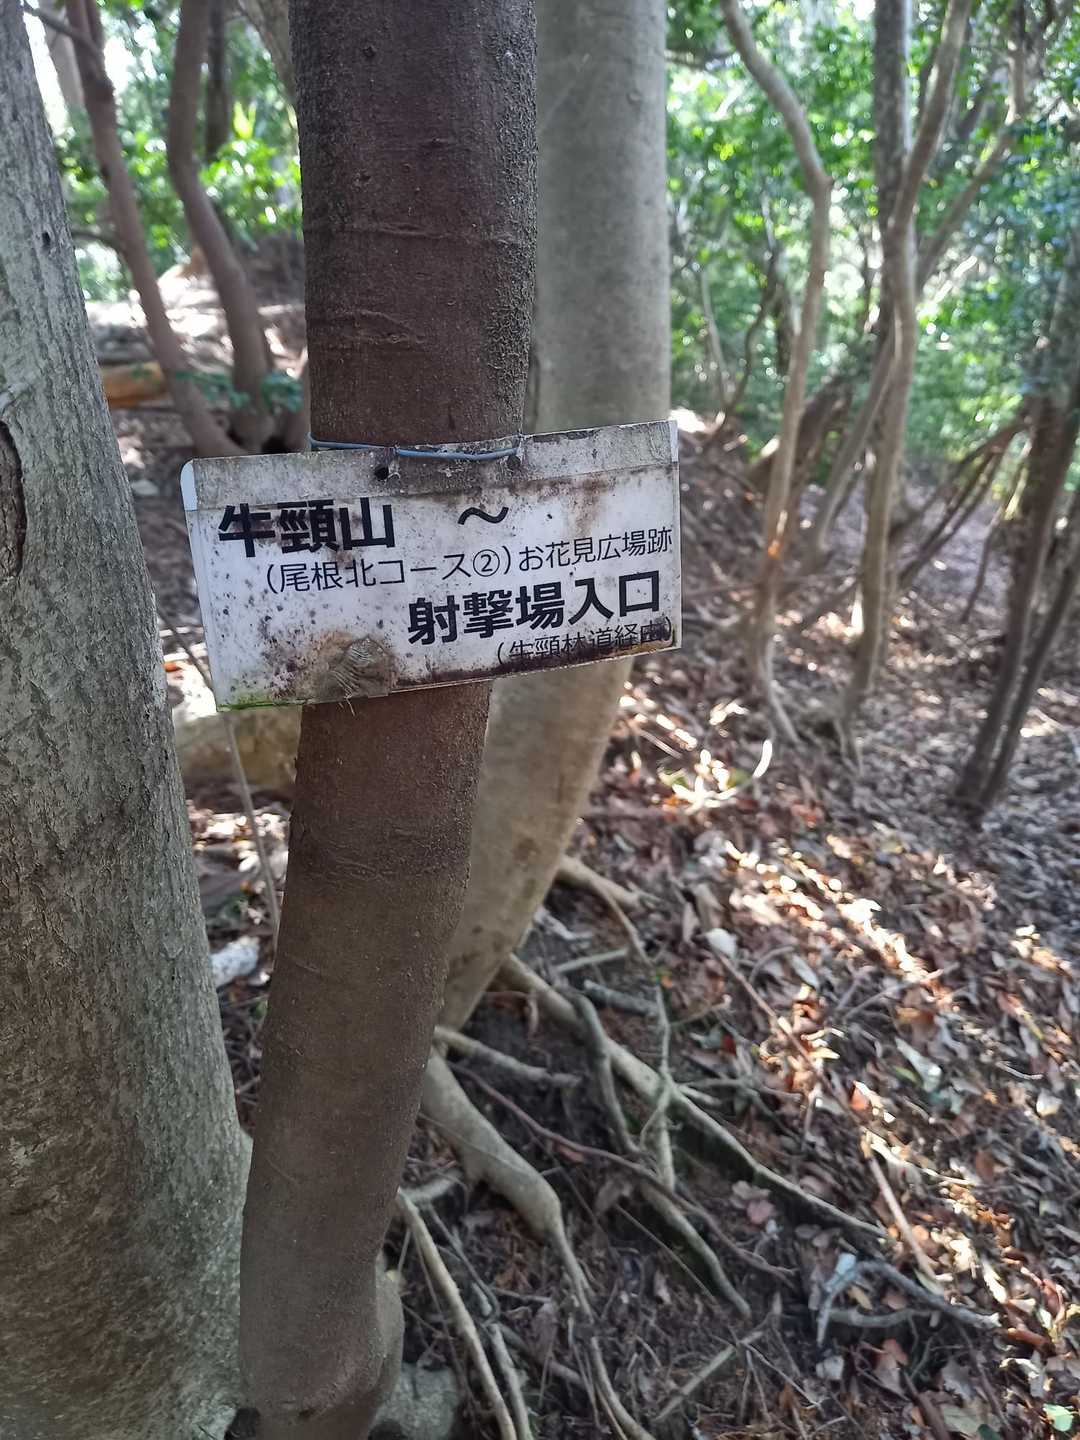 牛頸山 ～
(尾根北コース②)お花見広場跡
射撃場入口
(牛頸林道経由)